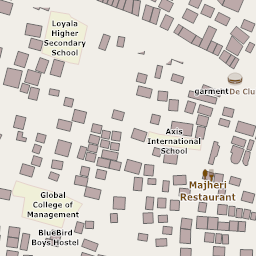 Loyala
Higher
Secondary
School
garment
De Clu
Axis
International
School
Majheri
Restaurant
Global
College of
Management
BlueBird
Boys Hostel